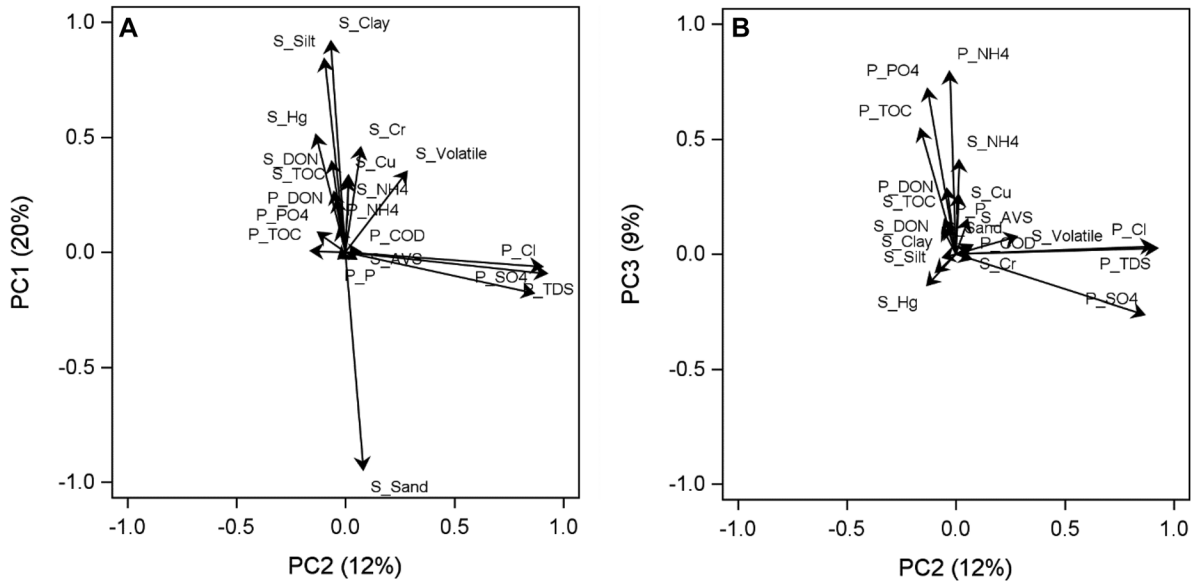 A
1.0
0.5
0.0
-0.5
-1.0
PC1 (20%)
S_Clay
S_Silt
S_Hg
S_Cr
S_DON
S_Cu
S_Volatile
S_TOC
S_NH4
P_DON
P_NH4
P_PO4
P_TOC
P_COD
P_Cl
S_AVS
P_P
P_SO4
P_TDS
S_Sand
-1.0 -0.5 0.0 0.5 1.0
PC2 (12%)
B
1.0
0.5
0.0
-0.5
-1.0
PC3 (9%)
P_NH4
P_PO4
P_TOC
S_NH4
P_DON
S_Cu
S_TOC
P_P
S_AVS
S_DON
S_Sand
S_Volatile
P_Cl
S_Clay
P_COD
S_Silt
S_Cr
P_TDS
S_Hg
P_SO4
-1.0 -0.5 0.0 0.5 1.0
PC2 (12%)